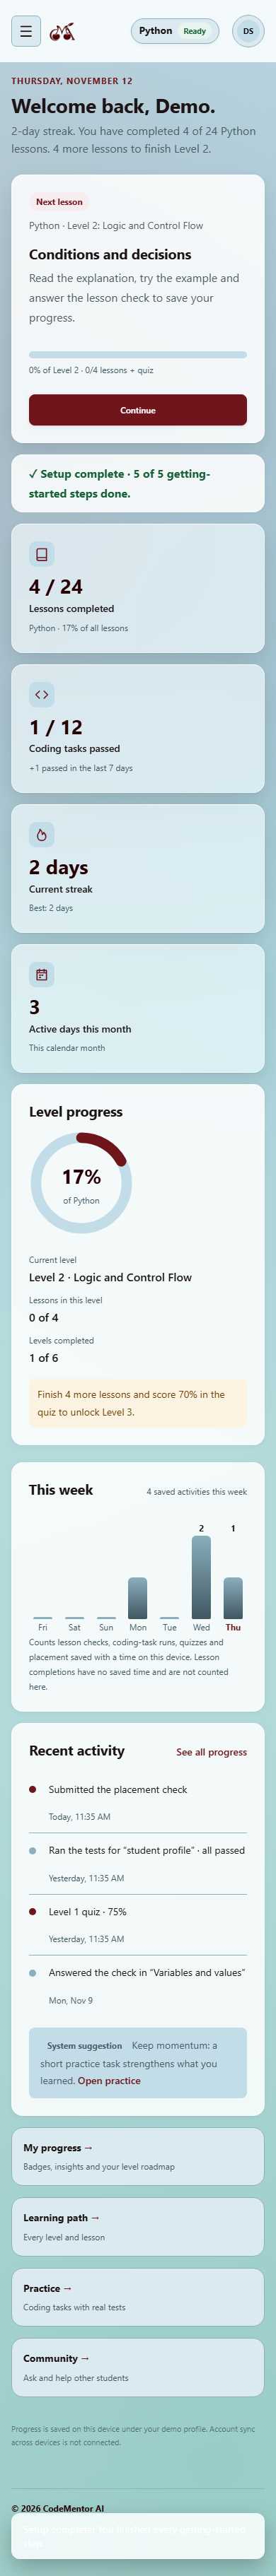 Python Ready DS
THURSDAY, NOVEMBER 12
Welcome back, Demo.
2-day streak. You have completed 4 of 24 Python
lessons. 4 more lessons to finish Level 2.
Next lesson
Python · Level 2: Logic and Control Flow
Conditions and decisions
Read the explanation, try the example and
answer the lesson check to save your
progress.
0% of Level 2 · 0/4 lessons + quiz
Continue
✓ Setup complete · 5 of 5 getting-
started steps done.
4 / 24
Lessons completed
Python · 17% of all lessons
1 / 12
Coding tasks passed
+1 passed in the last 7 days
2 days
Current streak
Best: 2 days
3
Active days this month
This calendar month
Level progress
17%
of Python
Current level
Level 2 · Logic and Control Flow
Lessons in this level
0 of 4
Levels completed
1 of 6
Finish 4 more lessons and score 70% in the
quiz to unlock Level 3.
This week 4 saved activities this week
2 1
Fri Sat Sun Mon Tue Wed Thu
Counts lesson checks, coding-task runs, quizzes and
placement saved with a time on this device. Lesson
completions have no saved time and are not counted
here.
Recent activity See all progress
Submitted the placement check
Today, 11:35 AM
Ran the tests for “student profile” · all passed
Yesterday, 11:35 AM
Level 1 quiz · 75%
Yesterday, 11:35 AM
Answered the check in “Variables and values”
Mon, Nov 9
System suggestion Keep momentum: a
short practice task strengthens what you
learned. Open practice
My progress →
Badges, insights and your level roadmap
Learning path →
Every level and lesson
Practice →
Coding tasks with real tests
Community →
Ask and help other students
Progress is saved on this device under your demo profile. Account sync
across devices is not connected.
© 2026 CodeMentor AI